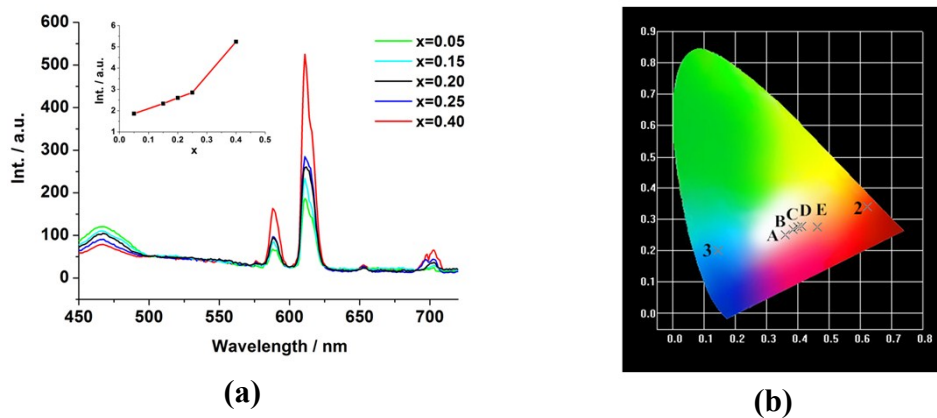 600
500
400
300
200
100
0
Int. / a.u.
450 500 550 600 650 700
Wavelength / nm
6
5
4
3
2
1
Int. / a.u.
0.0 0.1 0.2 0.3 0.4 0.5
x
x=0.05
x=0.15
x=0.20
x=0.25
x=0.40
(a)
0.9
0.8
0.7
0.6
0.5
0.4
0.3
0.2
0.1
0.0
0.0 0.1 0.2 0.3 0.4 0.5 0.6 0.7 0.8
2
B C D E
A
3
(b)